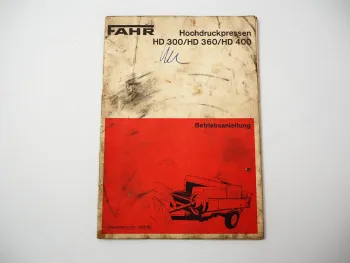 FAHR
Hochdruckpressen
HD 300/HD 360/HD 400
Betriebsanleitung